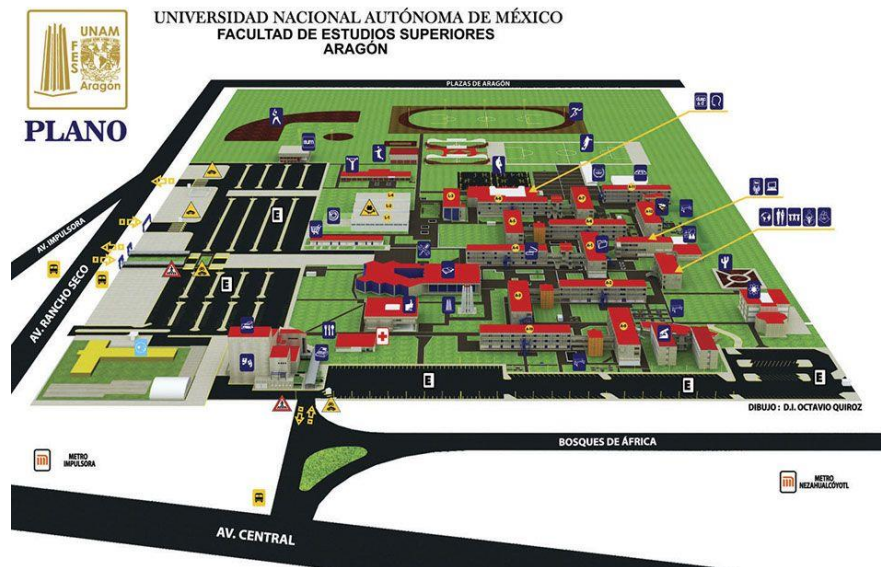 UNIVERSIDAD NACIONAL AUTÓNOMA DE MÉXICO
FACULTAD DE ESTUDIOS SUPERIORES
ARAGÓN
UNAM
FES
Aragón
PLANO
PLAZAS DE ARAGÓN
AV. IMPULSORA
AV. RANCHO SECO
E
E
E
E
E
DIBUJO : D.I. OCTAVIO QUIROZ
BOSQUES DE ÁFRICA
METRO
IMPULSORA
METRO
NEZAHUALCÓYOTL
AV. CENTRAL